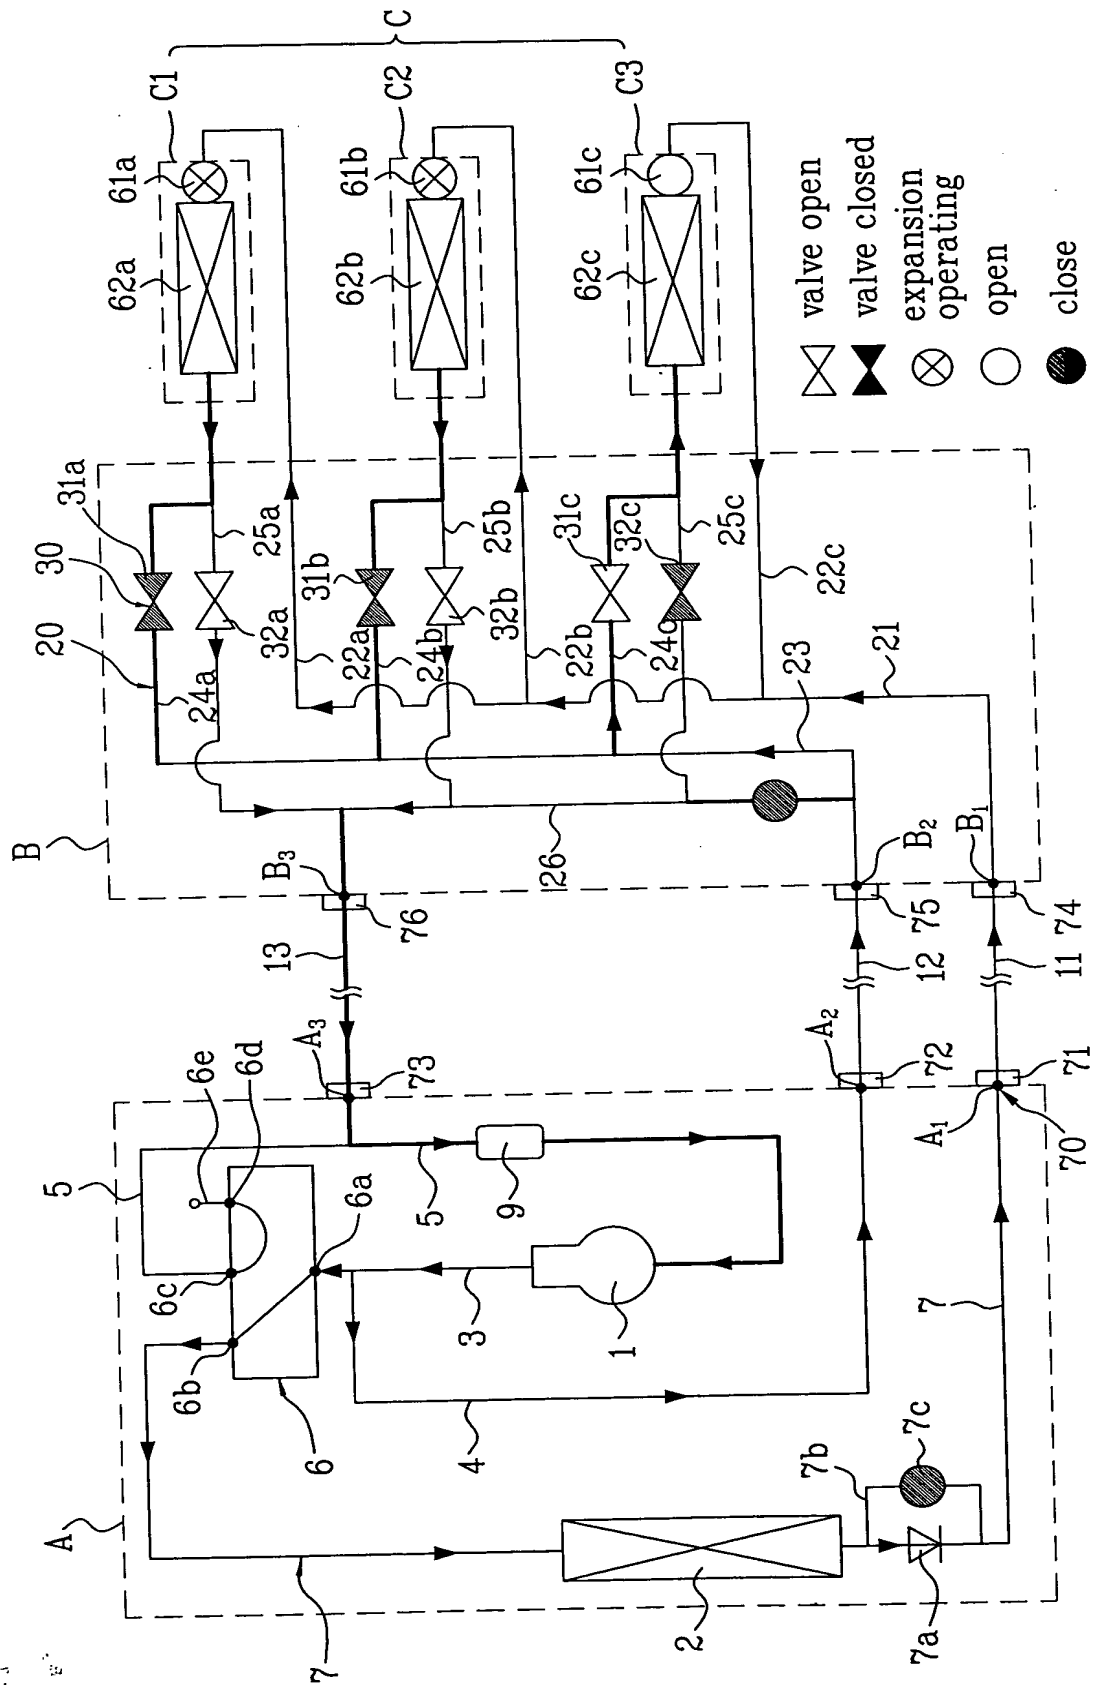 A
7
6b
6c
5
6e
6d
6
6a
A3
73
5
9
3
1
4
2
7b
7c
7a
7
A2
72
A1
71
70
13
12
11
B
B3
76
B2
75
B1
74
20
30
31a
24a
32a
25a
22a
31b
24b
32b
25b
22b
31c
24c
32c
25c
22c
26
23
21
C
C1
61a
62a
C2
61b
62b
C3
61c
62c
valve open
valve closed
expansion
operating
open
close